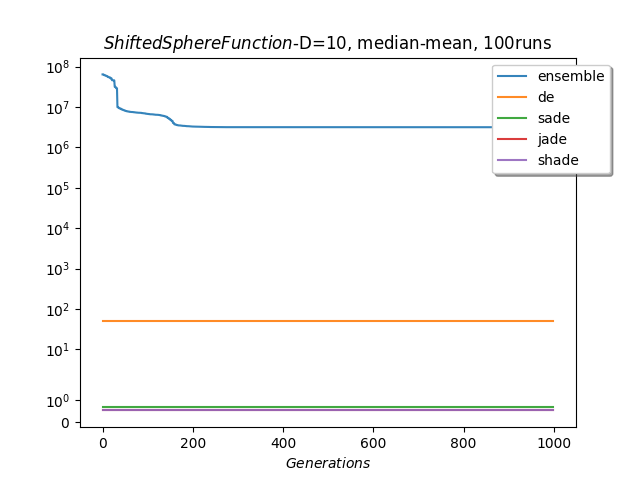 ShiftedSphereFunction-D=10, median-mean, 100runs
10⁸
10⁷
10⁶
10⁵
10⁴
10³
10²
10¹
10⁰
0
ensemble
de
sade
jade
shade
0 200 400 600 800 1000
Generations